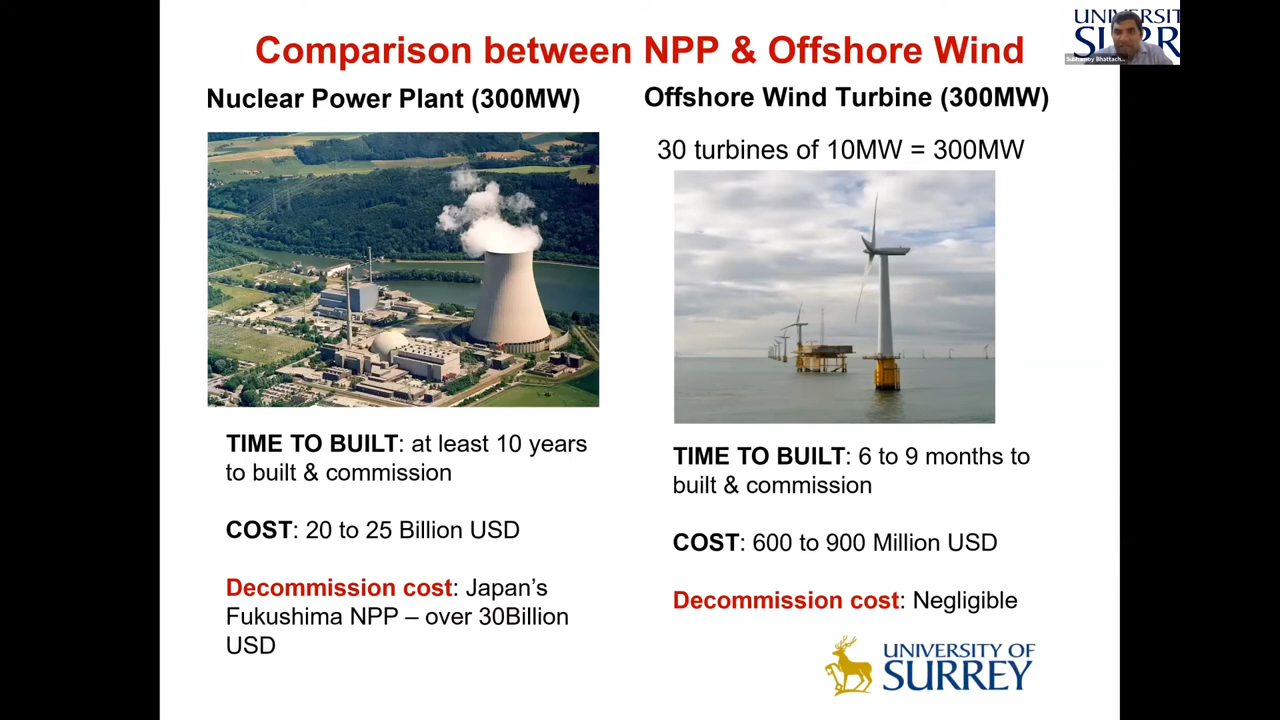 Comparison between NPP & Offshore Wind
UNIVERSIT
SURR
Nuclear Power Plant (300MW)
TIME TO BUILT: at least 10 years
to built & commission
COST: 20 to 25 Billion USD
Decommission cost: Japan's
Fukushima NPP – over 30Billion
USD
Offshore Wind Turbine (300MW)
30 turbines of 10MW = 300MW
TIME TO BUILT: 6 to 9 months to
built & commission
COST: 600 to 900 Million USD
Decommission cost: Negligible
UNIVERSITY OF
SURREY